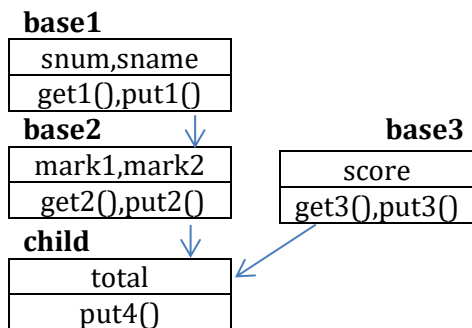 base1
snum,sname
get1(),put1()
base2
mark1,mark2
get2(),put2()
base3
score
get3(),put3()
child
total
put4()